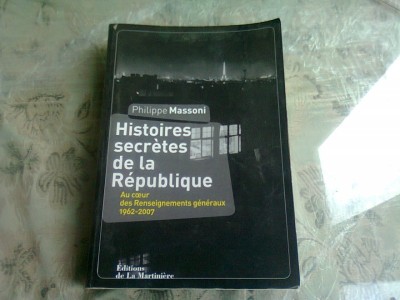 Philippe Massoni
Histoires
secrètes
de la
République
Au cœur
des Renseignements généraux
1962-2007
Éditions
de La Martinière